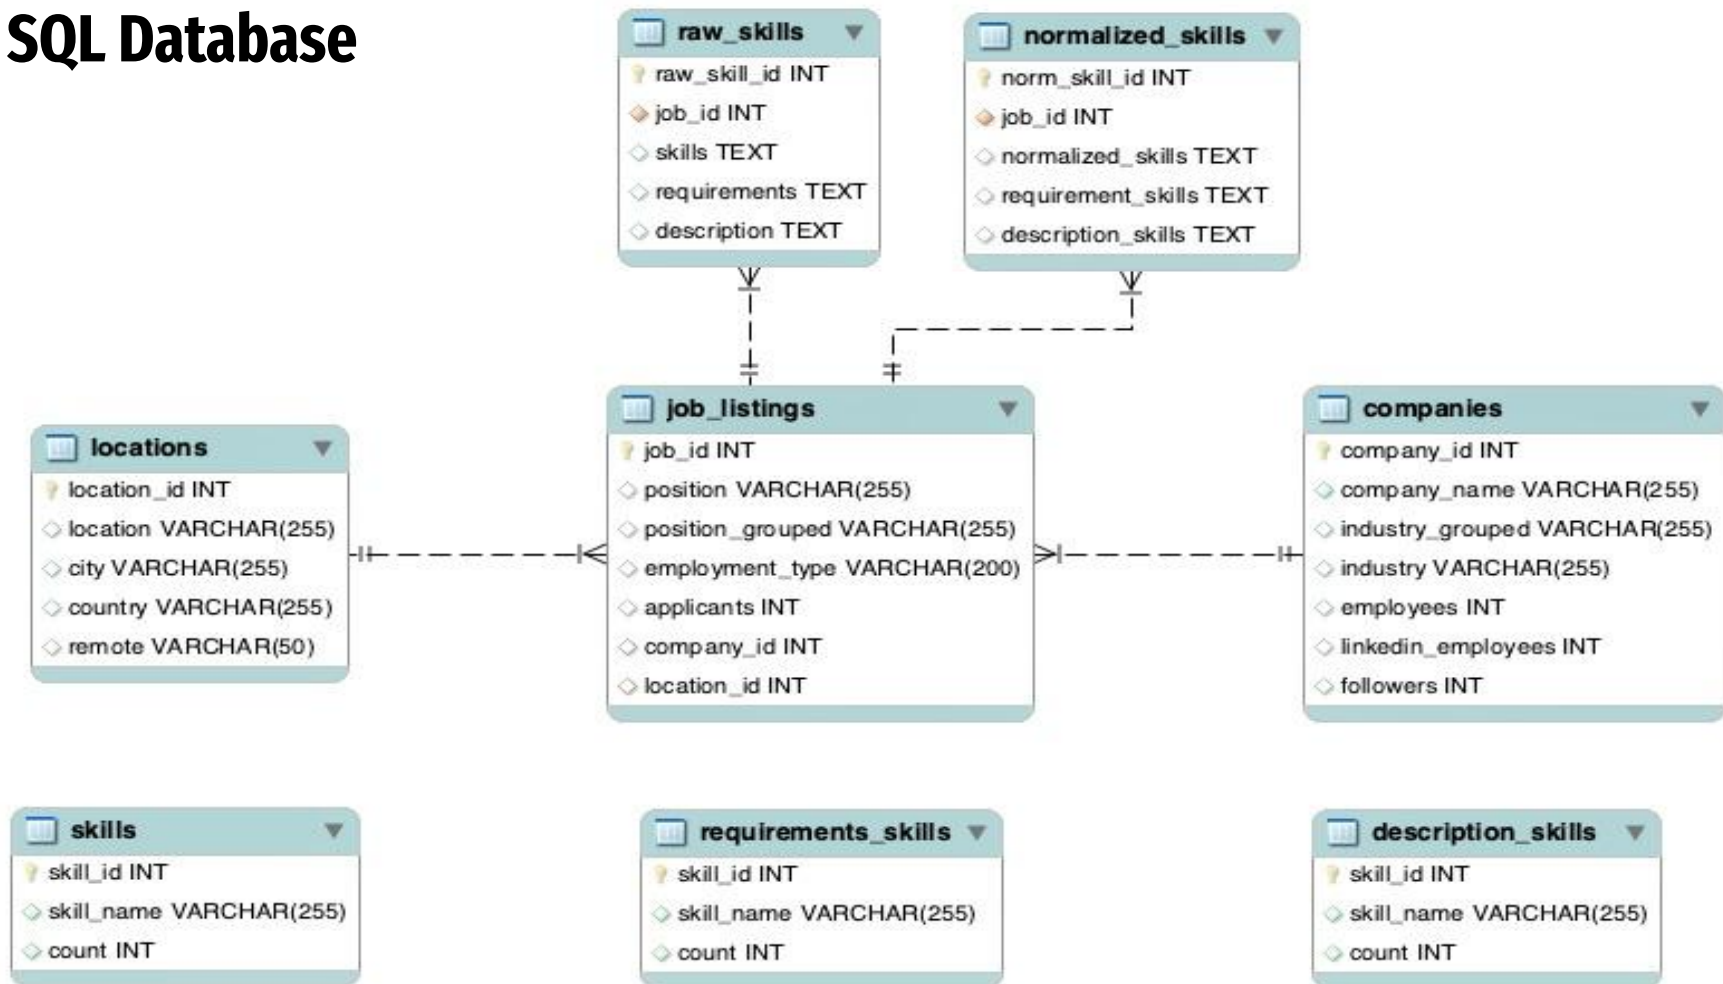 SQL Database
raw_skills
raw_skill_id INT
job_id INT
skills TEXT
requirements TEXT
description TEXT
normalized_skills
norm_skill_id INT
job_id INT
normalized_skills TEXT
requirement_skills TEXT
description_skills TEXT
locations
location_id INT
location VARCHAR(255)
city VARCHAR(255)
country VARCHAR(255)
remote VARCHAR(50)
job_listings
job_id INT
position VARCHAR(255)
position_grouped VARCHAR(255)
employment_type VARCHAR(200)
applicants INT
company_id INT
location_id INT
companies
company_id INT
company_name VARCHAR(255)
industry_grouped VARCHAR(255)
industry VARCHAR(255)
employees INT
linkedin_employees INT
followers INT
skills
skill_id INT
skill_name VARCHAR(255)
count INT
requirements_skills
skill_id INT
skill_name VARCHAR(255)
count INT
description_skills
skill_id INT
skill_name VARCHAR(255)
count INT